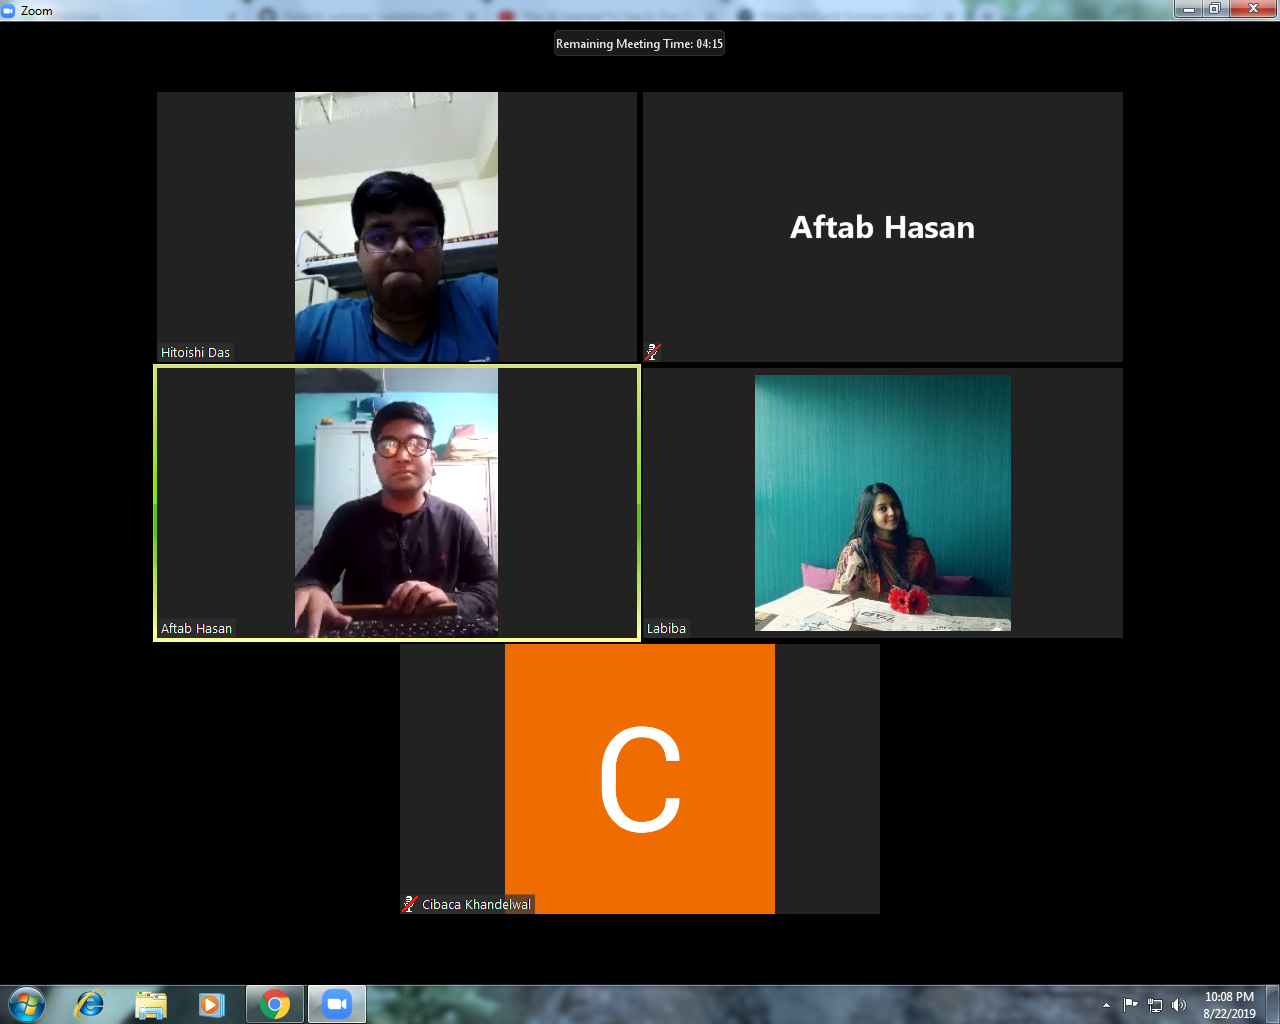 Zoom
Remaining Meeting Time: 04:15
Hitoishi Das
Aftab Hasan
Aftab Hasan
Labiba
C
Cibaca Khandelwal
10:08 PM
8/22/2019